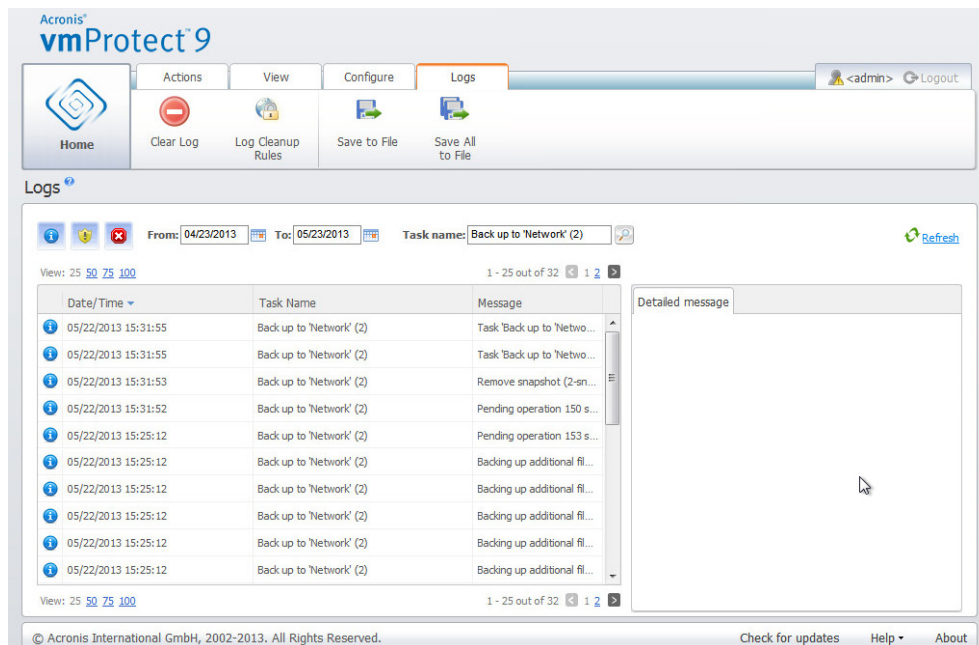 Acronis®
vmProtect™ 9
Actions View Configure Logs
<admin> Logout
Home
Clear Log
Log Cleanup Rules
Save to File
Save All to File
Logs
From: 04/23/2013 To: 05/23/2013 Task name: Back up to 'Network' (2)
Refresh
View: 25 50 75 100 1 - 25 out of 32 1 2
Date/Time Task Name Message
Detailed message
05/22/2013 15:31:55 Back up to 'Network' (2) Task 'Back up to 'Netwo...
05/22/2013 15:31:55 Back up to 'Network' (2) Task 'Back up to 'Netwo...
05/22/2013 15:31:53 Back up to 'Network' (2) Remove snapshot (2-sn...
05/22/2013 15:31:52 Back up to 'Network' (2) Pending operation 150 s...
05/22/2013 15:25:12 Back up to 'Network' (2) Pending operation 153 s...
05/22/2013 15:25:12 Back up to 'Network' (2) Backing up additional fil...
05/22/2013 15:25:12 Back up to 'Network' (2) Backing up additional fil...
05/22/2013 15:25:12 Back up to 'Network' (2) Backing up additional fil...
05/22/2013 15:25:12 Back up to 'Network' (2) Backing up additional fil...
05/22/2013 15:25:12 Back up to 'Network' (2) Backing up additional fil...
View: 25 50 75 100 1 - 25 out of 32 1 2
© Acronis International GmbH, 2002-2013. All Rights Reserved. Check for updates Help About